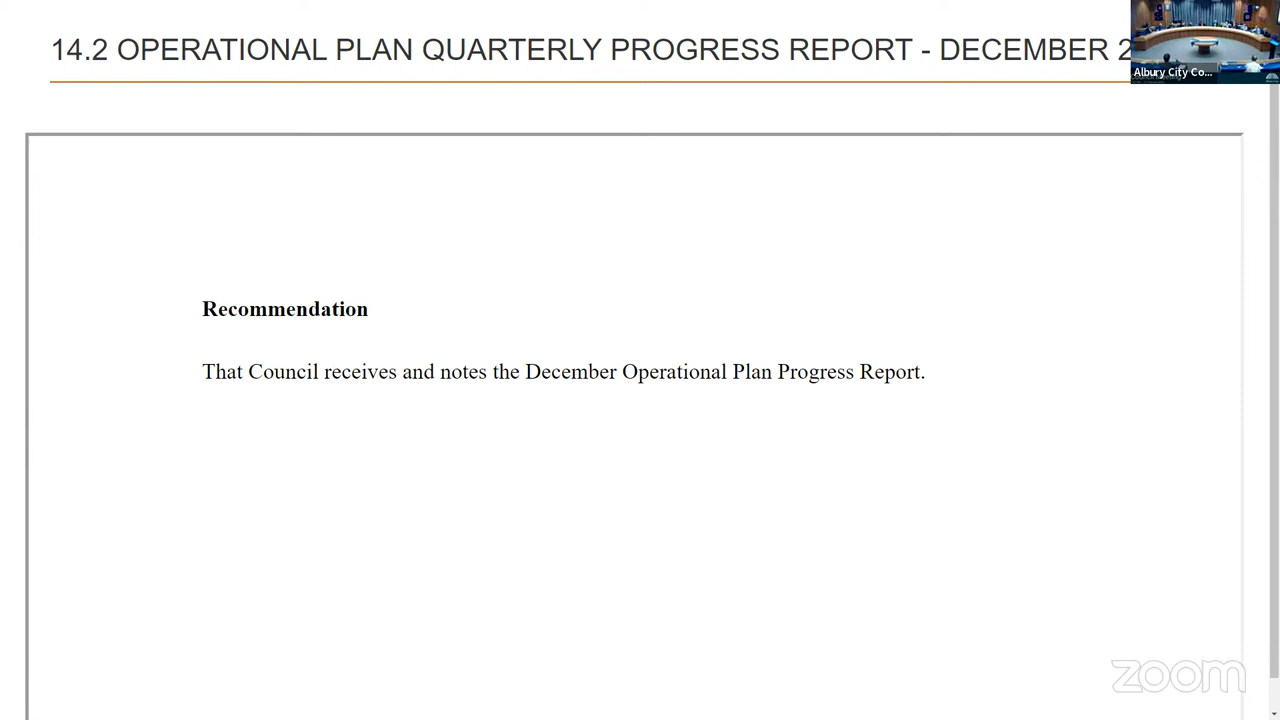 14.2 OPERATIONAL PLAN QUARTERLY PROGRESS REPORT - DECEMBER 2
Albury City Co...
Recommendation
That Council receives and notes the December Operational Plan Progress Report.
zoom